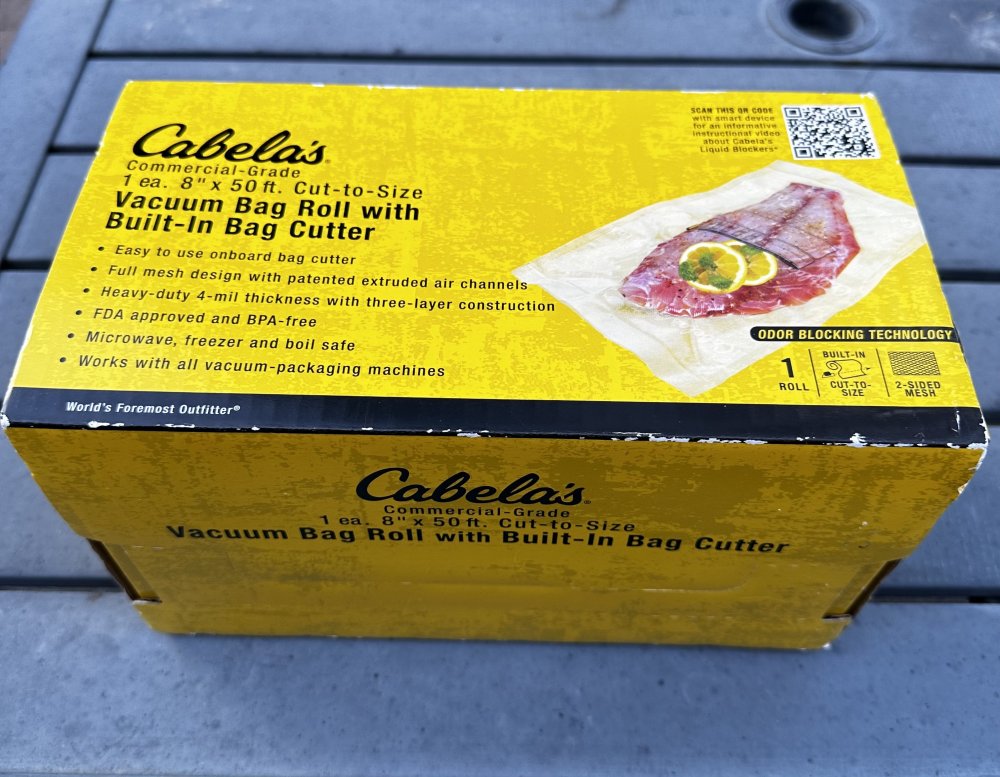 Cabela's®
Commercial-Grade
1 ea. 8" x 50 ft. Cut-to-Size
Vacuum Bag Roll with
Built-In Bag Cutter
• Easy to use onboard bag cutter
• Full mesh design with patented extruded air channels
• Heavy-duty 4-mil thickness with three-layer construction
• FDA approved and BPA-free
• Microwave, freezer and boil safe
• Works with all vacuum-packaging machines
SCAN THIS QR CODE
with smart device
for an informative
instructional video
about Cabela's
Liquid Blockers®
ODOR BLOCKING TECHNOLOGY
1
ROLL
BUILT-IN
CUT-TO-
SIZE
2-SIDED
MESH
World's Foremost Outfitter®
Cabela's®
Commercial-Grade
1 ea. 8" x 50 ft. Cut-to-Size
Vacuum Bag Roll with Built-In Bag Cutter